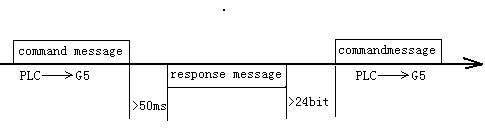 command message
commandmessage
PLC→G5
response message
PLC→G5
>50ms
>24bit